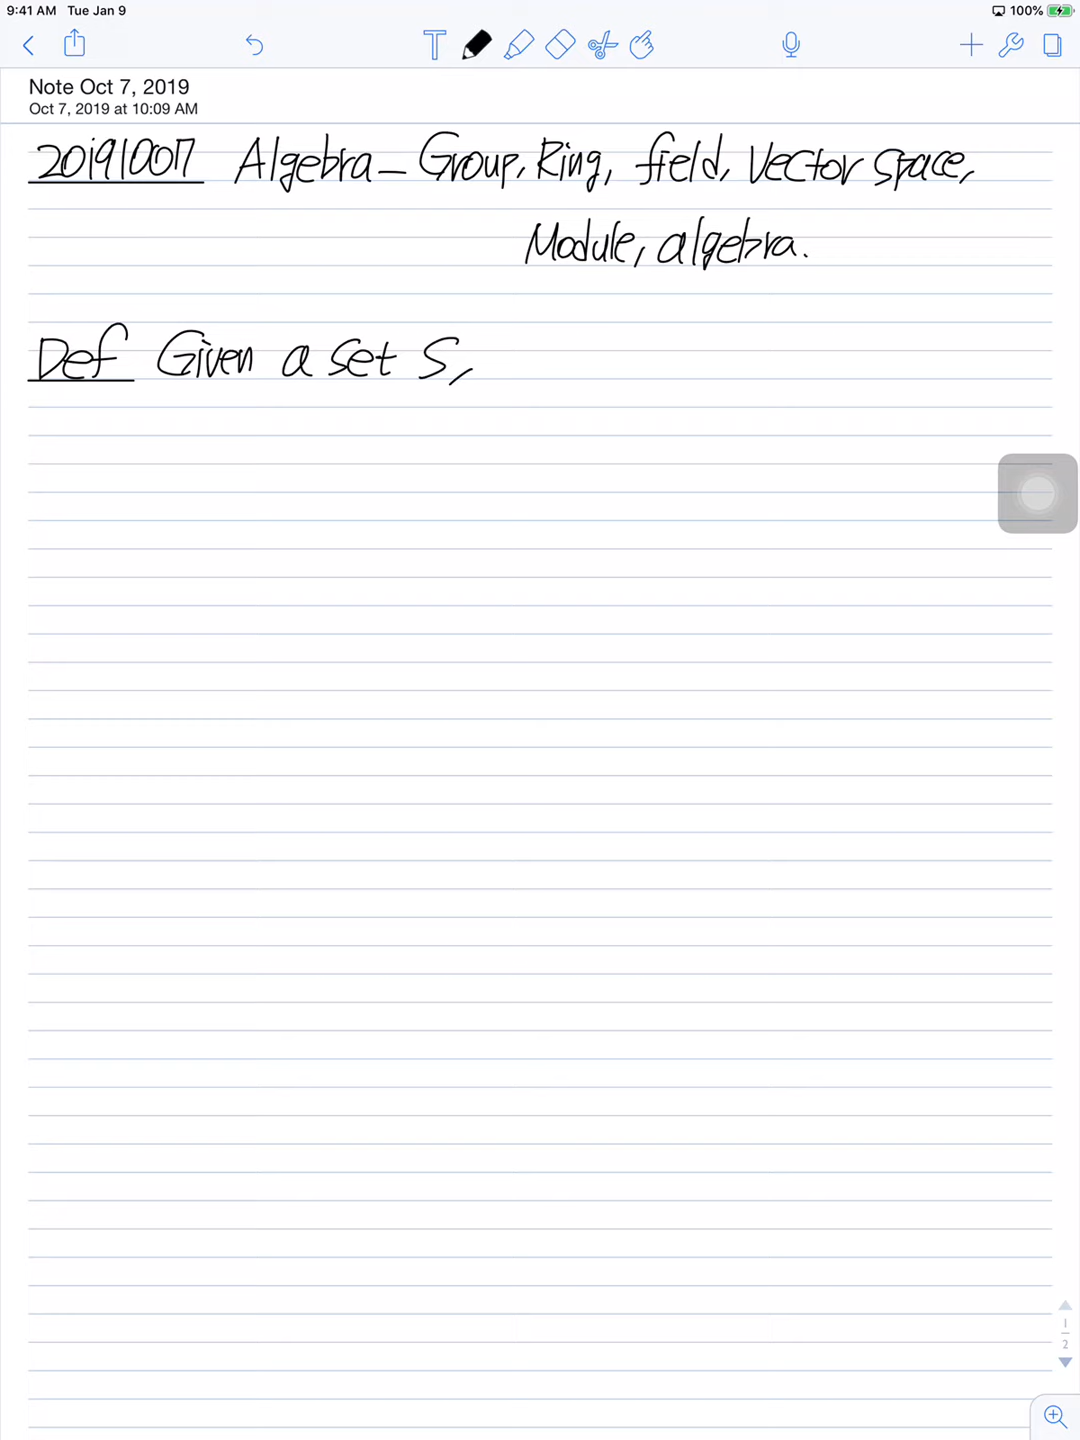 9:41 AM Tue Jan 9
100%
T
Note Oct 7, 2019
Oct 7, 2019 at 10:09 AM
20191007 Algebra - Group, Ring, field, Vector space,
Module, algebra.
Def Given a set S,
1
2